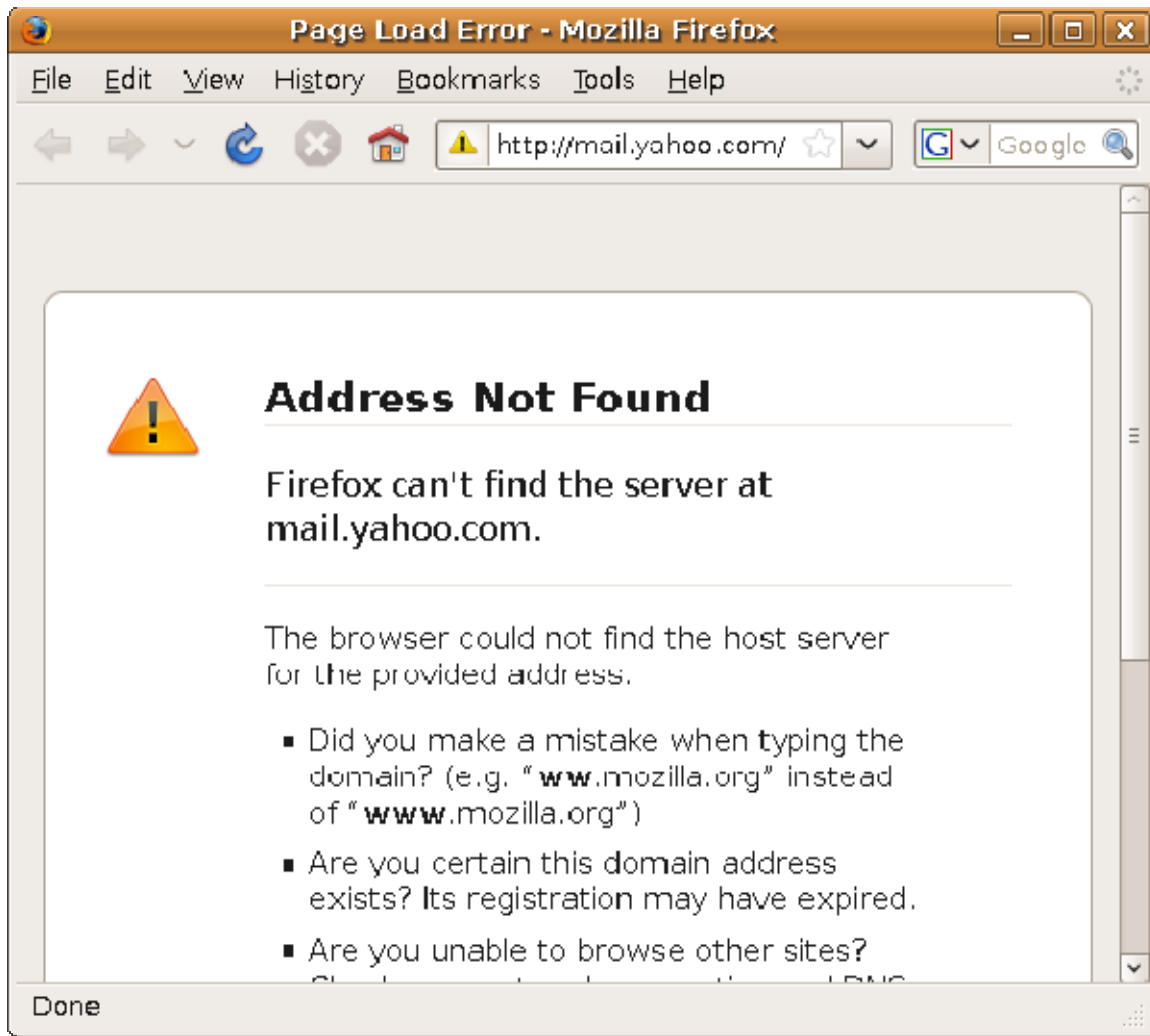 Page Load Error - Mozilla Firefox
File Edit View History Bookmarks Tools Help
http://mail.yahoo.com/ G Google
Address Not Found
Firefox can't find the server at
mail.yahoo.com.
The browser could not find the host server
for the provided address.
▪ Did you make a mistake when typing the
domain? (e.g. "ww.mozilla.org" instead
of "www.mozilla.org")
▪ Are you certain this domain address
exists? Its registration may have expired.
▪ Are you unable to browse other sites?
Done